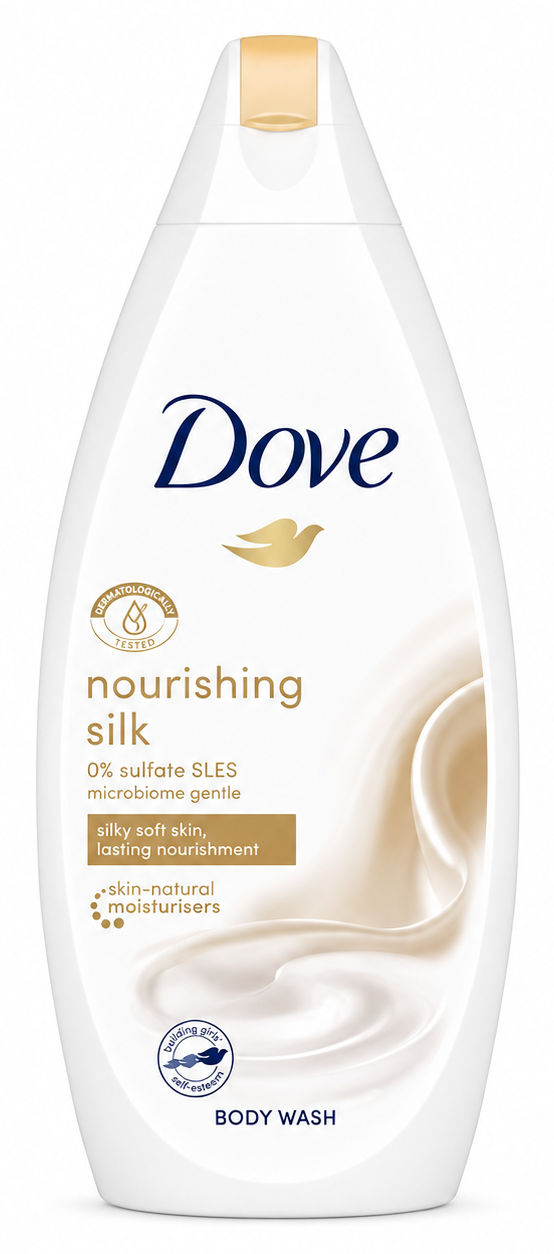 Dove
DERMATOLOGICALLY
TESTED
nourishing
silk
0% sulfate SLES
microbiome gentle
silky soft skin,
lasting nourishment
skin-natural
moisturisers
building girls'
self-esteem
BODY WASH